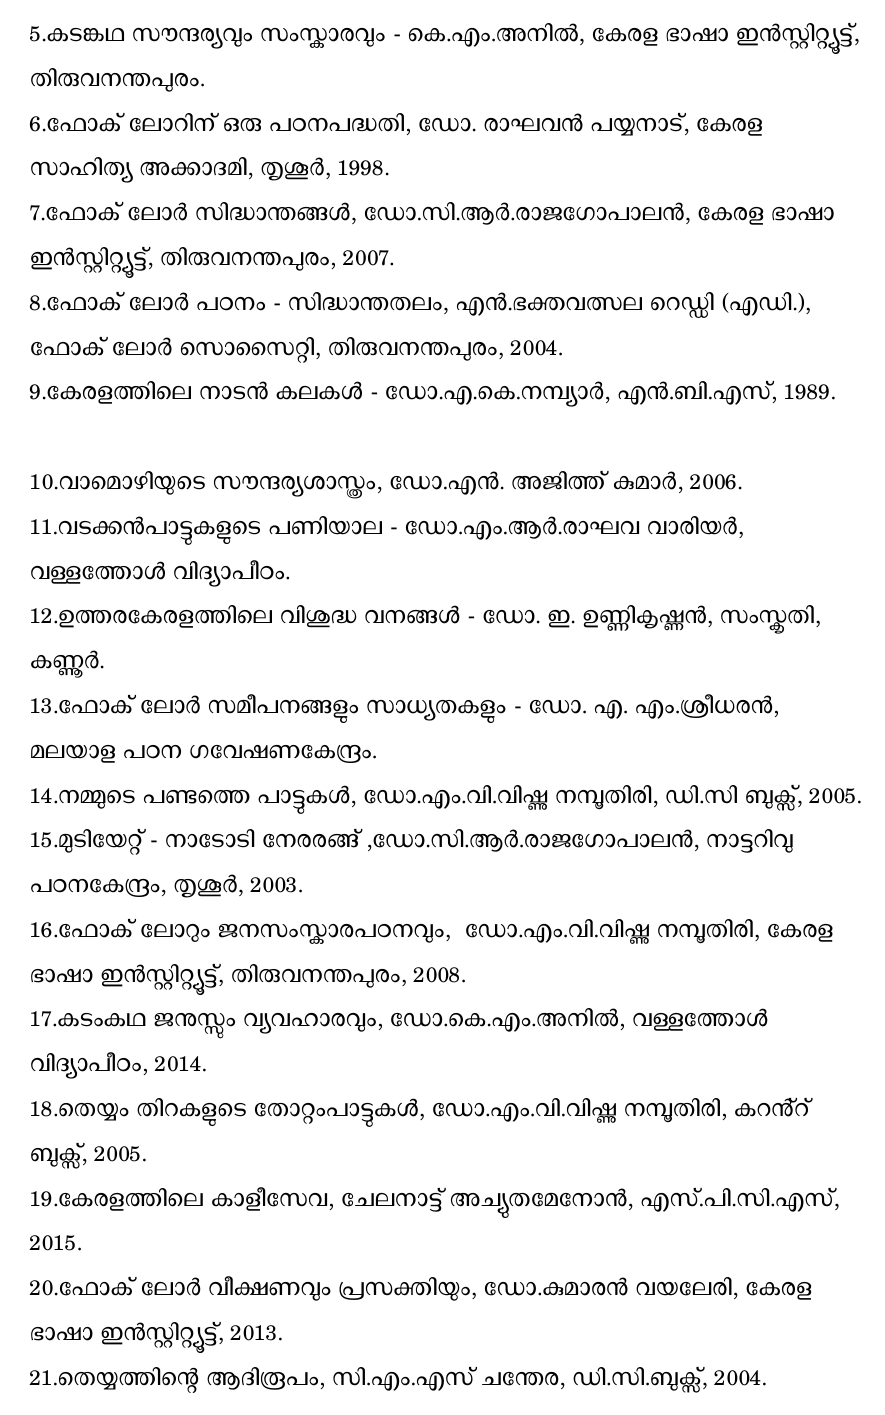 5.കടങ്കഥ സൗന്ദര്യവും സംസ്കാരവും - കെ.എം.അനിൽ, കേരള ഭാഷാ ഇൻസ്റ്റിറ്റ്യൂട്ട്,
തിരുവനന്തപുരം.
6.ഫോക് ലോറിന് ഒരു പഠനപദ്ധതി, ഡോ. രാഘവൻ പയ്യനാട്, കേരള
സാഹിത്യ അക്കാദമി, തൃശൂർ, 1998.
7.ഫോക് ലോർ സിദ്ധാന്തങ്ങൾ, ഡോ.സി.ആർ.രാജഗോപാലൻ, കേരള ഭാഷാ
ഇൻസ്റ്റിറ്റ്യൂട്ട്, തിരുവനന്തപുരം, 2007.
8.ഫോക് ലോർ പഠനം - സിദ്ധാന്തതലം, എൻ.ഭക്തവത്സല റെഡ്ഡി (എഡി.),
ഫോക് ലോർ സൊസൈറ്റി, തിരുവനന്തപുരം, 2004.
9.കേരളത്തിലെ നാടൻ കലകൾ - ഡോ.എ.കെ.നമ്പ്യാർ, എൻ.ബി.എസ്, 1989.
10.വാമൊഴിയുടെ സൗന്ദര്യശാസ്ത്രം, ഡോ.എൻ. അജിത്ത് കുമാർ, 2006.
11.വടക്കൻപാട്ടുകളുടെ പണിയാല - ഡോ.എം.ആർ.രാഘവ വാരിയർ,
വള്ളത്തോൾ വിദ്യാപീഠം.
12.ഉത്തരകേരളത്തിലെ വിശുദ്ധ വനങ്ങൾ - ഡോ. ഇ. ഉണ്ണികൃഷ്ണൻ, സംസ്കൃതി,
കണ്ണൂർ.
13.ഫോക് ലോർ സമീപനങ്ങളും സാധ്യതകളും - ഡോ. എ. എം.ശ്രീധരൻ,
മലയാള പഠന ഗവേഷണകേന്ദ്രം.
14.നമ്മുടെ പണ്ടത്തെ പാട്ടുകൾ, ഡോ.എം.വി.വിഷ്ണു നമ്പൂതിരി, ഡി.സി ബുക്സ്, 2005.
15.മുടിയേറ്റ് - നാടോടി നേരരങ്ങ് ,ഡോ.സി.ആർ.രാജഗോപാലൻ, നാട്ടറിവു
പഠനകേന്ദ്രം, തൃശൂർ, 2003.
16.ഫോക് ലോറും ജനസംസ്കാരപഠനവും,  ഡോ.എം.വി.വിഷ്ണു നമ്പൂതിരി, കേരള
ഭാഷാ ഇൻസ്റ്റിറ്റ്യൂട്ട്, തിരുവനന്തപുരം, 2008.
17.കടംകഥ ജനുസ്സും വ്യവഹാരവും, ഡോ.കെ.എം.അനിൽ, വള്ളത്തോൾ
വിദ്യാപീഠം, 2014.
18.തെയ്യം തിറകളുടെ തോറ്റംപാട്ടുകൾ, ഡോ.എം.വി.വിഷ്ണു നമ്പൂതിരി, കറൻറ്
ബുക്സ്, 2005.
19.കേരളത്തിലെ കാളീസേവ, ചേലനാട്ട് അച്യുതമേനോൻ, എസ്.പി.സി.എസ്,
2015.
20.ഫോക് ലോർ വീക്ഷണവും പ്രസക്തിയും, ഡോ.കുമാരൻ വയലേരി, കേരള
ഭാഷാ ഇൻസ്റ്റിറ്റ്യൂട്ട്, 2013.
21.തെയ്യത്തിന്റെ ആദിരൂപം, സി.എം.എസ് ചന്തേര, ഡി.സി.ബുക്സ്, 2004.